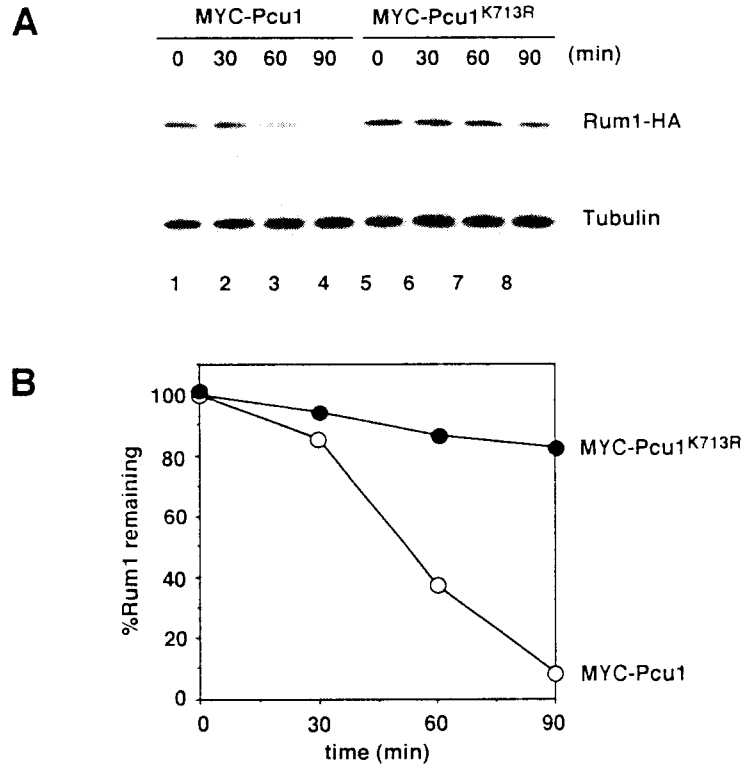 A
MYC-Pcu1 MYC-Pcu1K713R
0 30 60 90 0 30 60 90 (min)
Rum1-HA
Tubulin
1 2 3 4 5 6 7 8
B
%Rum1 remaining
100
80
60
40
20
0
MYC-Pcu1K713R
MYC-Pcu1
0 30 60 90
time (min)